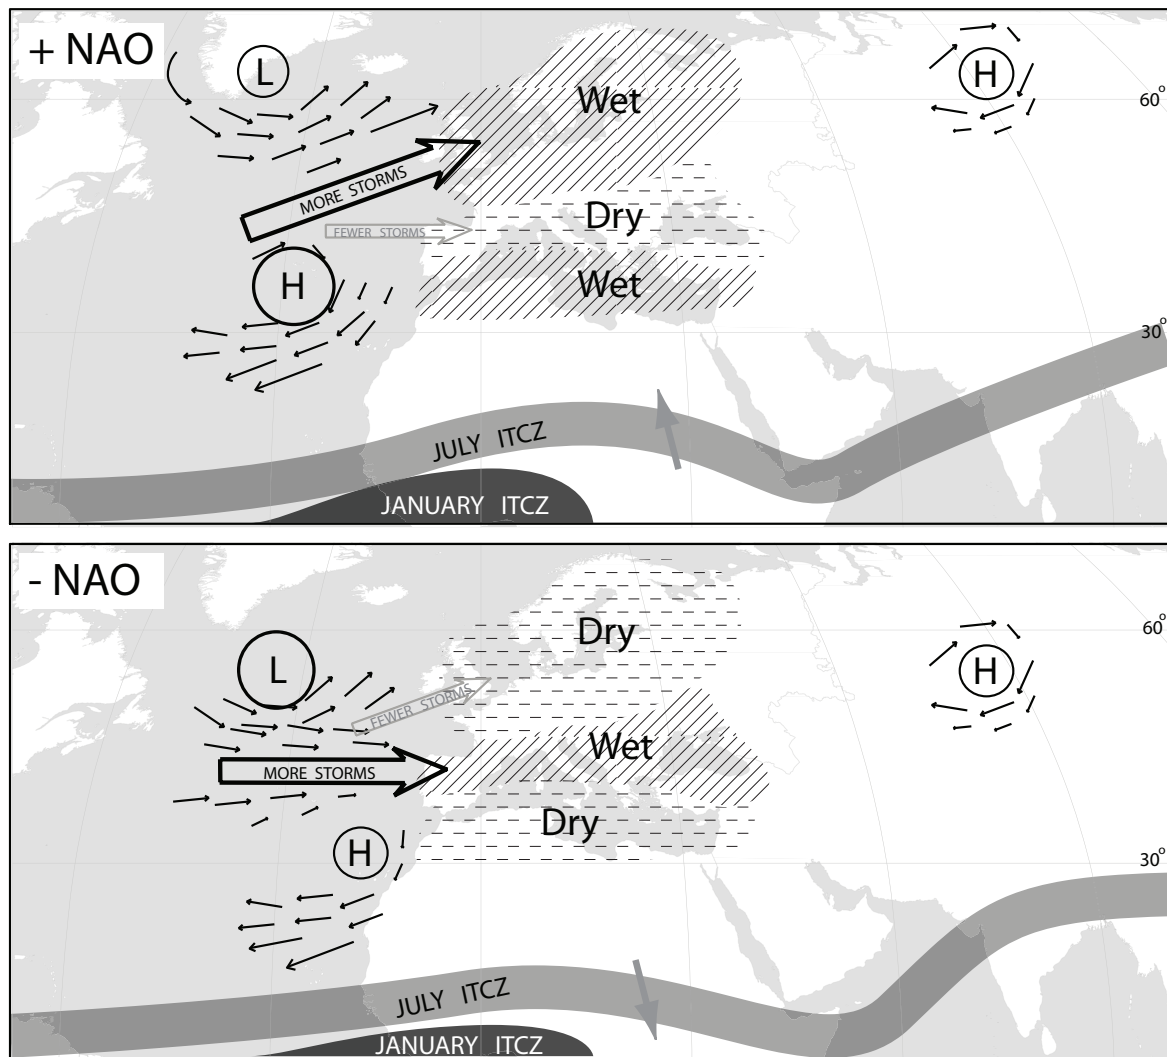 + NAO
L
H
Wet
60°
MORE STORMS
Dry
FEWER STORMS
H
Wet
30°
JULY ITCZ
JANUARY ITCZ
- NAO
Dry
60°
L
H
FEWER STORMS
Wet
MORE STORMS
Dry
H
30°
JULY ITCZ
JANUARY ITCZ